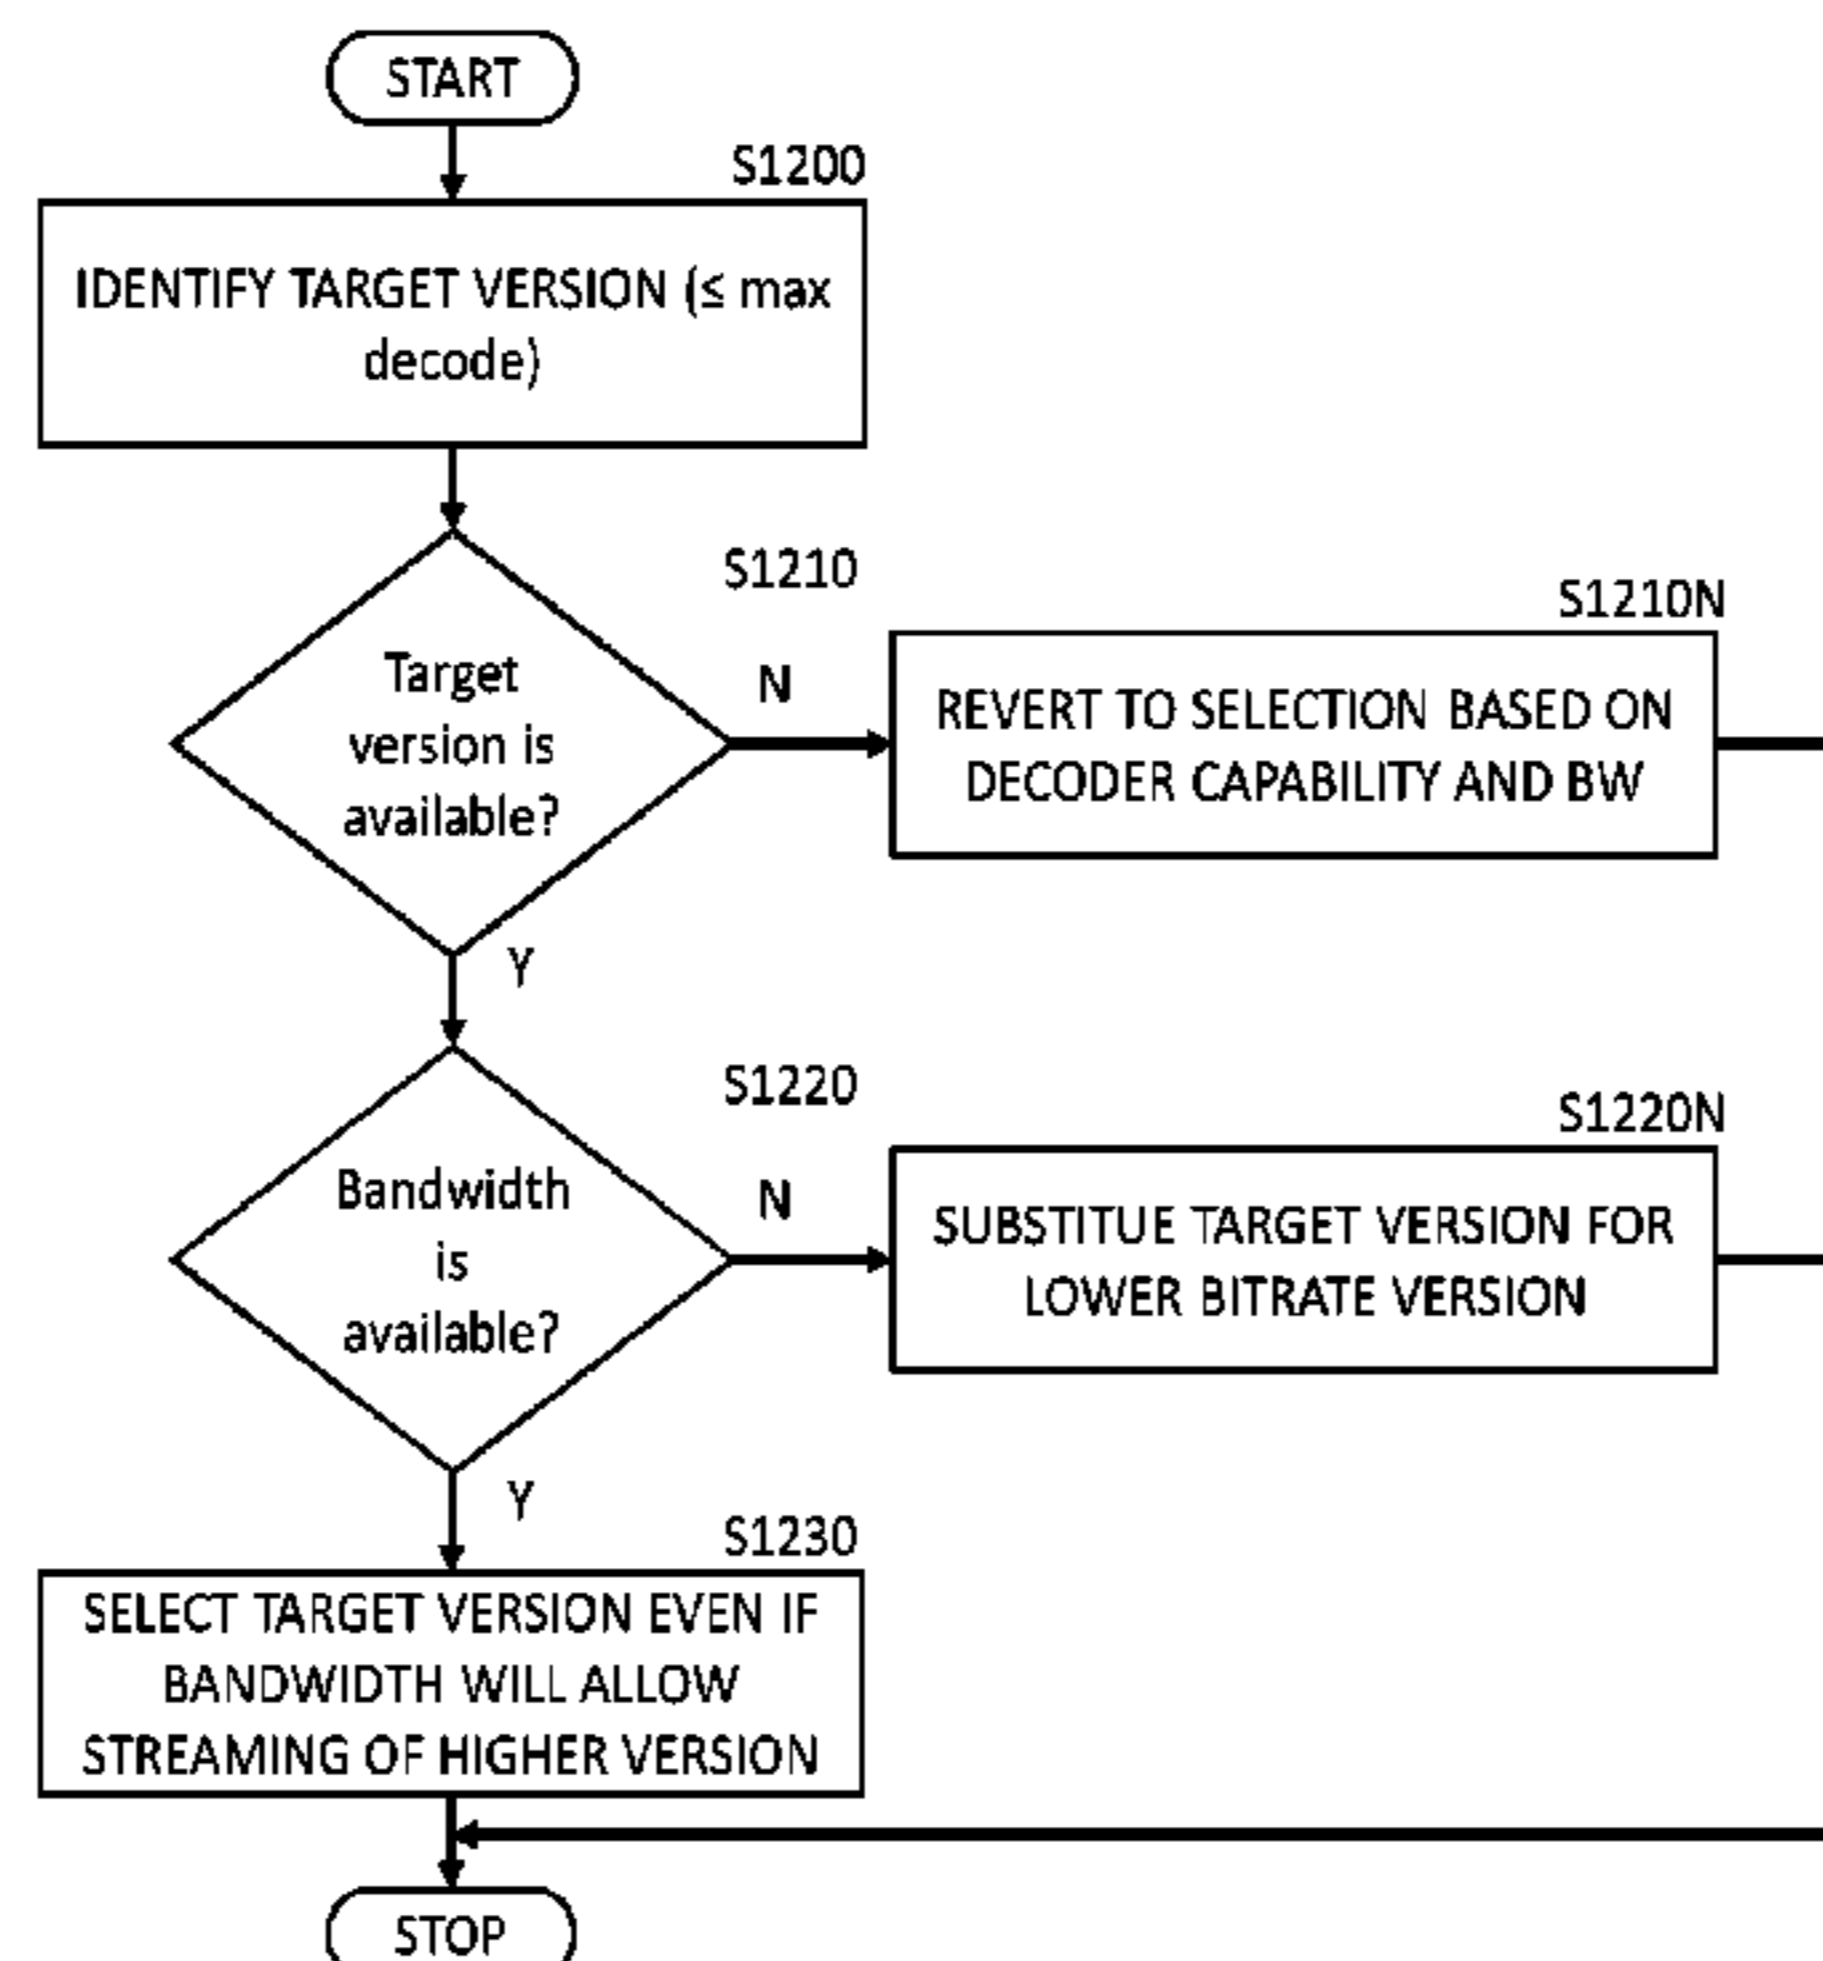 START
S1200
IDENTIFY TARGET VERSION (≤ max
decode)
S1210
Target
version is
available?
N
S1210N
REVERT TO SELECTION BASED ON
DECODER CAPABILITY AND BW
Y
S1220
Bandwidth
is
available?
N
S1220N
SUBSTITUE TARGET VERSION FOR
LOWER BITRATE VERSION
Y
S1230
SELECT TARGET VERSION EVEN IF
BANDWIDTH WILL ALLOW
STREAMING OF HIGHER VERSION
STOP